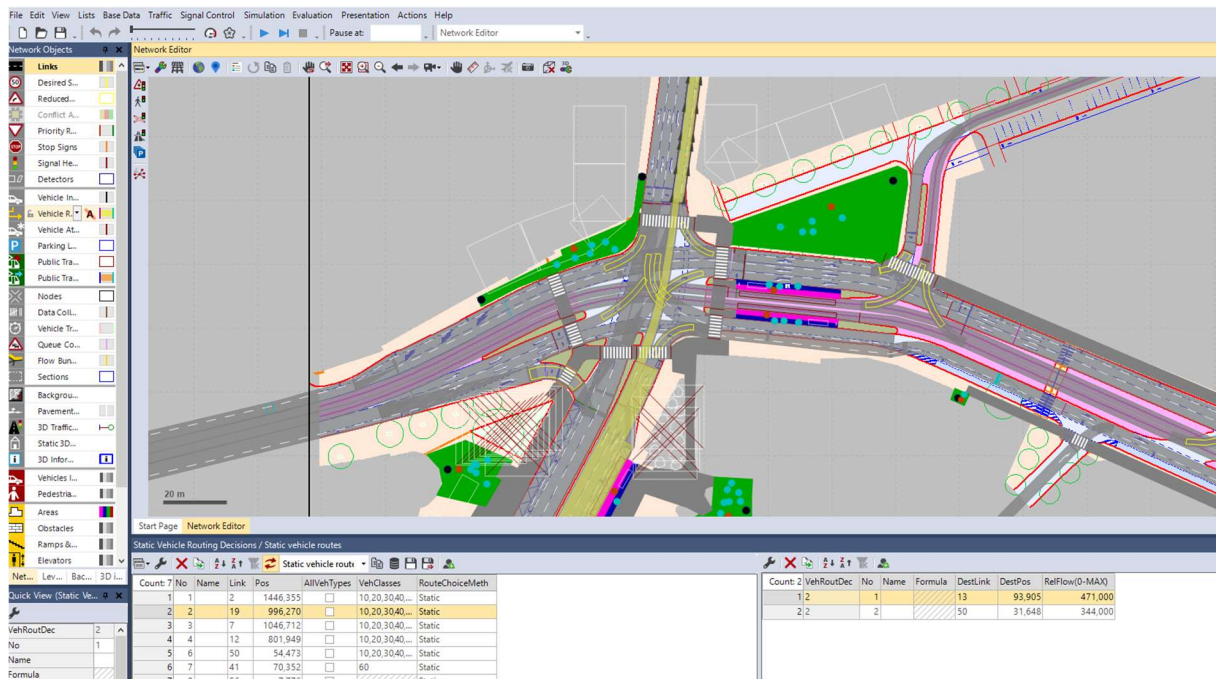 File Edit View Lists Base Data Traffic Signal Control Simulation Evaluation Presentation Actions Help
Pause at: Network Editor
Network Objects
Network Editor
Links
Desired S...
Reduced...
Conflict A...
Priority R...
Stop Signs
Signal He...
Detectors
Vehicle In...
Vehicle R...
Vehicle At...
Parking L...
Public Tra...
Public Tra...
Nodes
Data Coll...
Vehicle Tr...
Queue Co...
Flow Bun...
Sections
Backgrou...
Pavement...
3D Traffic...
Static 3D...
3D Infor...
Vehicles I...
Pedestria...
Areas
Obstacles
Ramps &...
Elevators
Net... Lev... Bac... 3D i...
20 m
Start Page Network Editor
Static Vehicle Routing Decisions / Static vehicle routes
Static vehicle route
Count: 7 No Name Link Pos AllVehTypes VehClasses RouteChoiceMeth
1 1 2 1446,355 10,20,30,40,... Static
2 2 19 996,270 10,20,30,40,... Static
3 3 7 1046,712 10,20,30,40,... Static
4 4 12 801,949 10,20,30,40,... Static
5 6 50 54,473 10,20,30,40,... Static
6 7 41 70,352 60 Static
Count: 2 VehRoutDec No Name Formula DestLink DestPos RelFlow(0-MAX)
1 2 1 13 93,905 471,000
2 2 2 50 31,648 344,000
Quick View (Static Ve...
VehRoutDec 2
No 1
Name
Formula